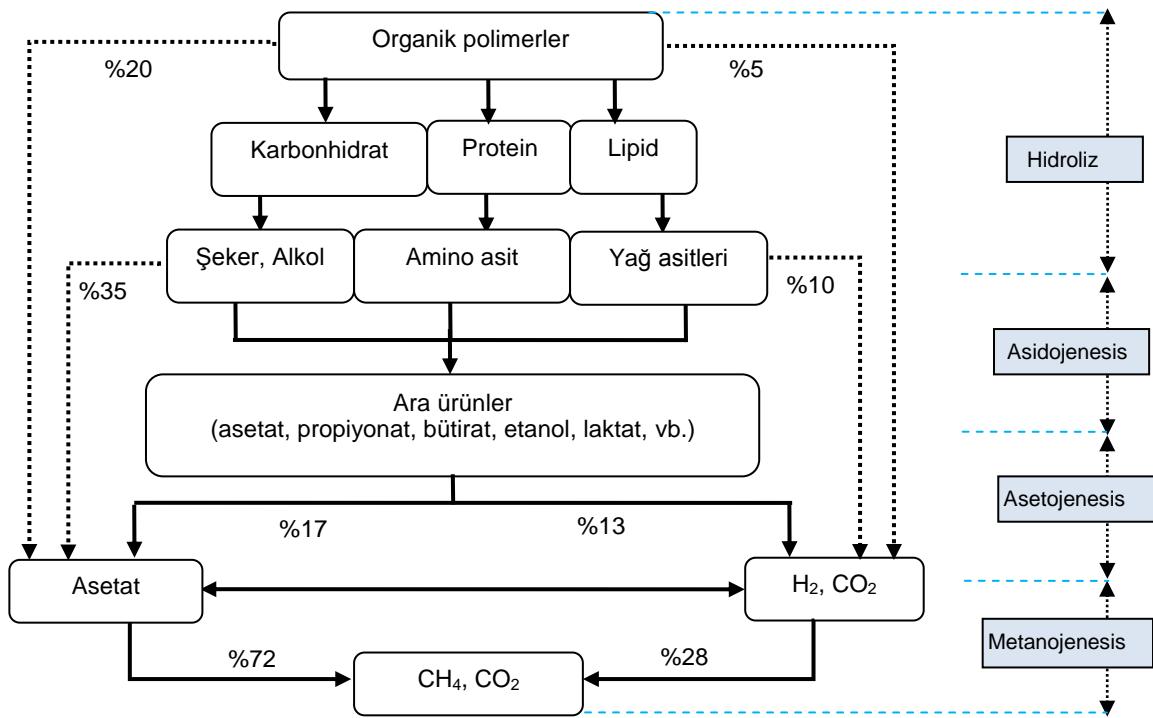 Organik polimerler
%20
%5
Karbonhidrat
Protein
Lipid
Hidroliz
Şeker, Alkol
Amino asit
Yağ asitleri
%35
%10
Asidojenesis
Ara ürünler
(asetat, propiyonat, bütirat, etanol, laktat, vb.)
Asetojenesis
%17
%13
Asetat
H₂, CO₂
Metanojenesis
%72
%28
CH₄, CO₂